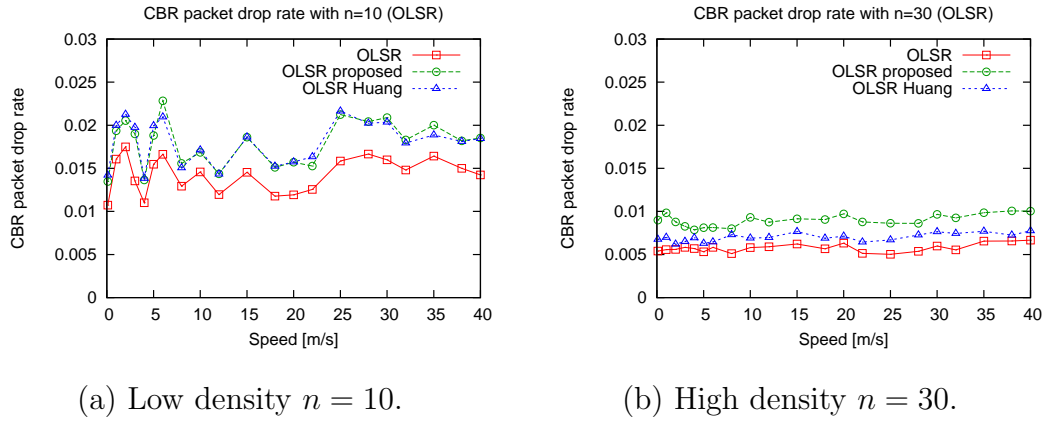 CBR packet drop rate with n=10 (OLSR)
0.03
0.025
0.02
0.015
0.01
0.005
0
CBR packet drop rate
OLSR
OLSR proposed
OLSR Huang
0 5 10 15 20 25 30 35 40
Speed [m/s]
(a) Low density n = 10.
CBR packet drop rate with n=30 (OLSR)
0.03
0.025
0.02
0.015
0.01
0.005
0
CBR packet drop rate
OLSR
OLSR proposed
OLSR Huang
0 5 10 15 20 25 30 35 40
Speed [m/s]
(b) High density n = 30.